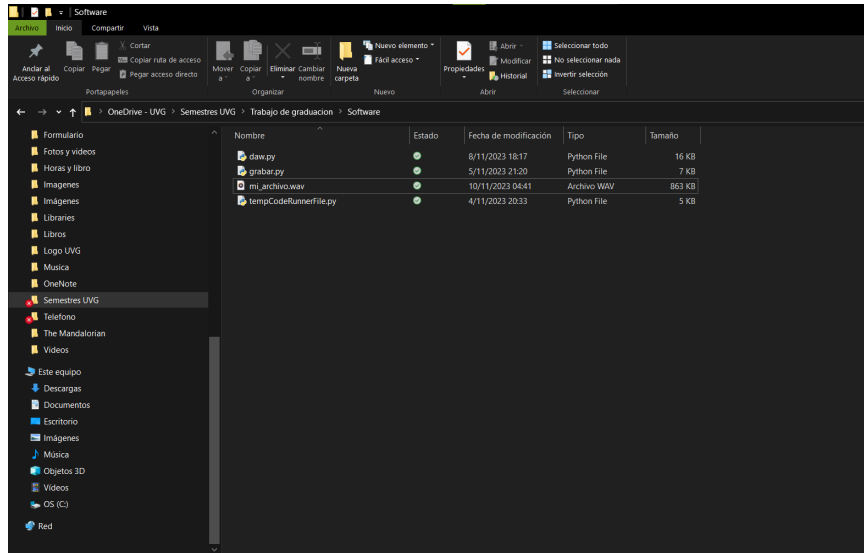 Software
Archivo Inicio Compartir Vista
Anclar al Acceso rápido
Copiar
Pegar
Cortar
Copiar ruta de acceso
Pegar acceso directo
Portapapeles
Mover a
Copiar a
Eliminar
Cambiar nombre
Organizar
Nueva carpeta
Nuevo elemento
Fácil acceso
Nuevo
Propiedades
Abrir
Modificar
Historial
Abrir
Seleccionar todo
No seleccionar nada
Invertir selección
Seleccionar
OneDrive - UVG > Semestres UVG > Trabajo de graduacion > Software
Formulario
Fotos y videos
Horas y libro
Imagenes
Imágenes
Libraries
Libros
Logo UVG
Musica
OneNote
Semestres UVG
Telefono
The Mandalorian
Videos
Este equipo
Descargas
Documentos
Escritorio
Imágenes
Música
Objetos 3D
Vídeos
OS (C:)
Red
Nombre Estado Fecha de modificación Tipo Tamaño
daw.py 8/11/2023 18:17 Python File 16 KB
grabar.py 5/11/2023 21:20 Python File 7 KB
mi_archivo.wav 10/11/2023 04:41 Archivo WAV 863 KB
tempCodeRunnerFile.py 4/11/2023 20:33 Python File 5 KB